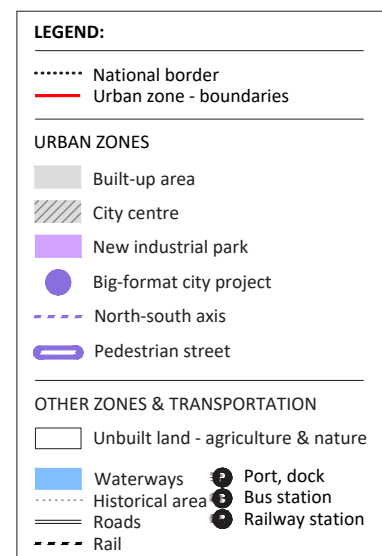 LEGEND:
National border
Urban zone - boundaries
URBAN ZONES
Built-up area
City centre
New industrial park
Big-format city project
North-south axis
Pedestrian street
OTHER ZONES & TRANSPORTATION
Unbuilt land - agriculture & nature
Waterways
Historical area
Roads
Rail
P Port, dock
B Bus station
Railway station